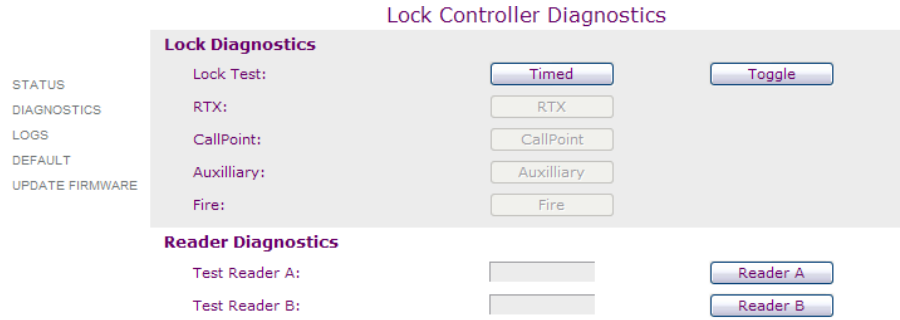 Lock Controller Diagnostics
STATUS
DIAGNOSTICS
LOGS
DEFAULT
UPDATE FIRMWARE
Lock Diagnostics
Lock Test: Timed Toggle
RTX: RTX
CallPoint: CallPoint
Auxilliary: Auxilliary
Fire: Fire
Reader Diagnostics
Test Reader A: Reader A
Test Reader B: Reader B